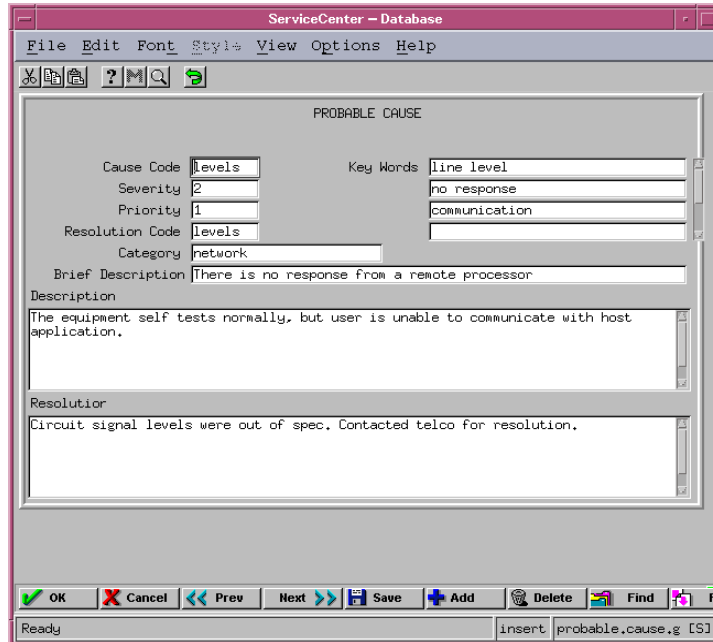 ServiceCenter – Database
File Edit Font Style View Options Help
PROBABLE CAUSE
Cause Code levels Key Words line level
Severity 2 no response
Priority 1 communication
Resolution Code levels
Category network
Brief Description There is no response from a remote processor
Description
The equipment self tests normally, but user is unable to communicate with host
application.
Resolutior
Circuit signal levels were out of spec. Contacted telco for resolution.
OK Cancel Prev Next Save Add Delete Find F
Ready insert probable.cause.g [S]